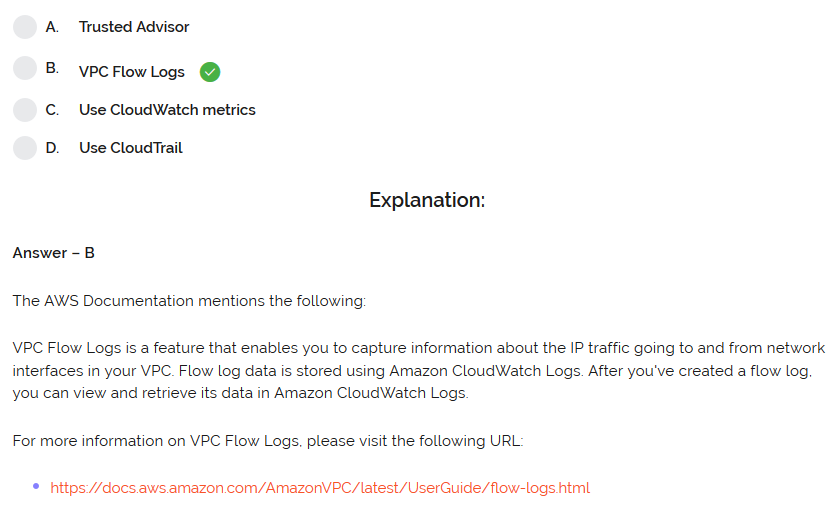 A. Trusted Advisor
B. VPC Flow Logs
C. Use CloudWatch metrics
D. Use CloudTrail
Explanation:
Answer – B
The AWS Documentation mentions the following:
VPC Flow Logs is a feature that enables you to capture information about the IP traffic going to and from network
interfaces in your VPC. Flow log data is stored using Amazon CloudWatch Logs. After you've created a flow log,
you can view and retrieve its data in Amazon CloudWatch Logs.
For more information on VPC Flow Logs, please visit the following URL:
https://docs.aws.amazon.com/AmazonVPC/latest/UserGuide/flow-logs.html